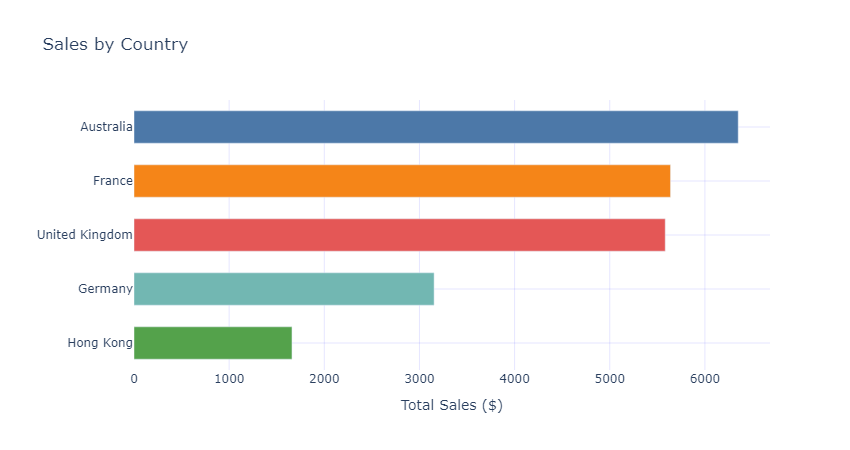 Sales by Country
Australia
France
United Kingdom
Germany
Hong Kong
0 1000 2000 3000 4000 5000 6000
Total Sales ($)